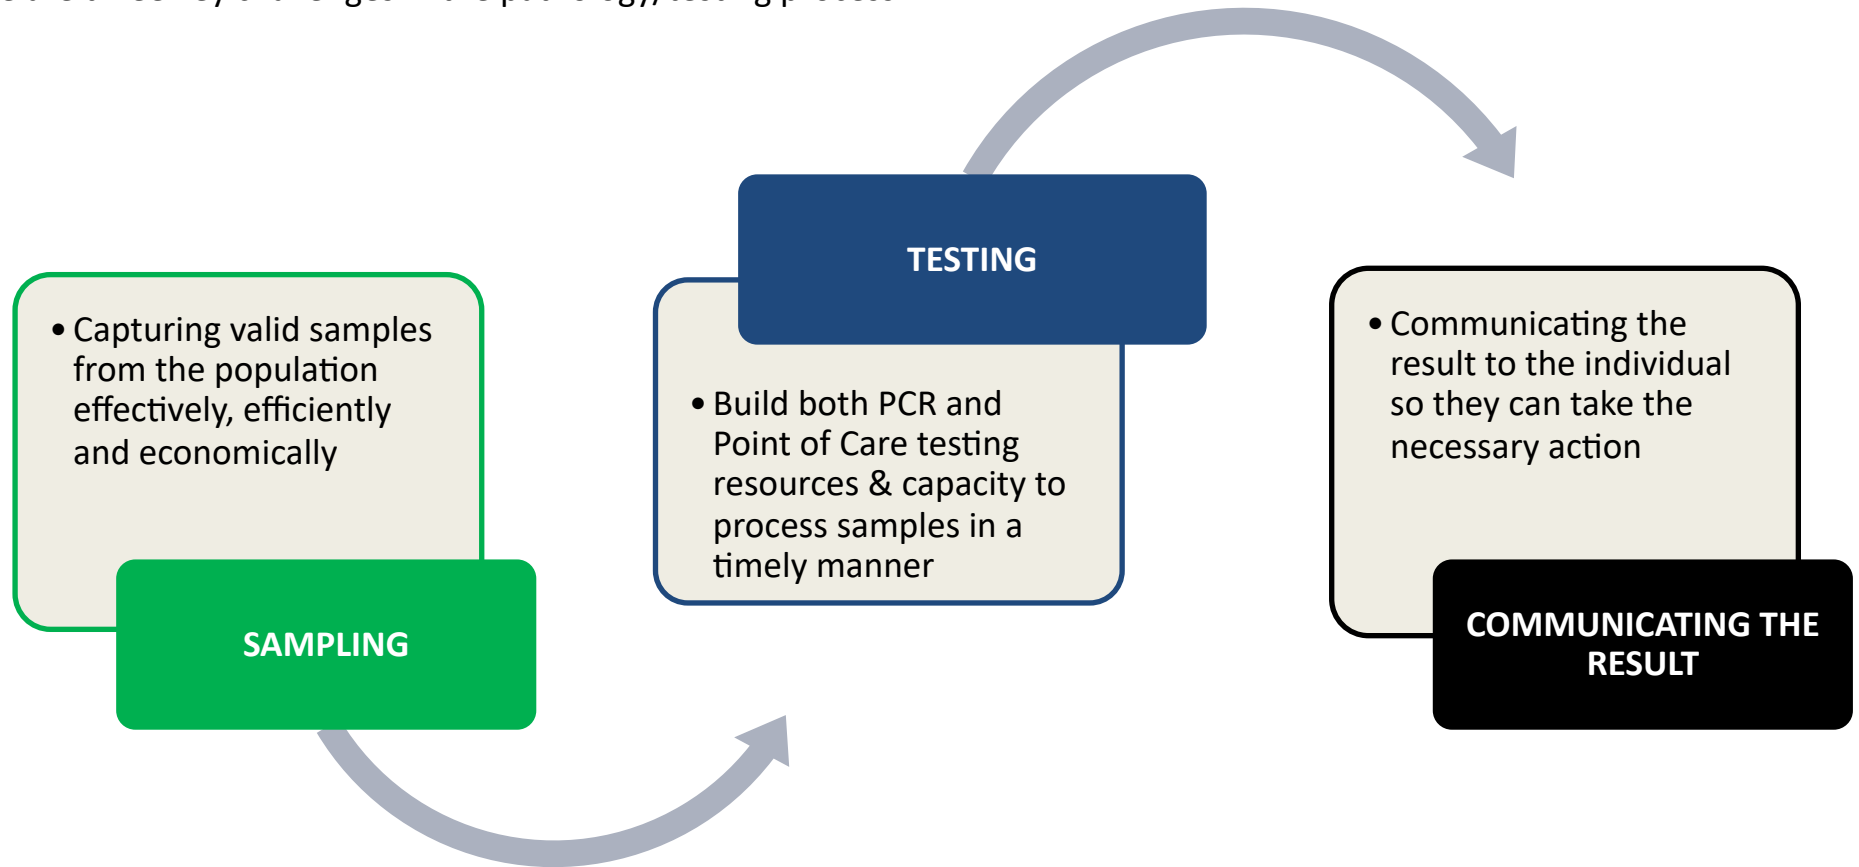 • Capturing valid samples
from the population
effectively, efficiently
and economically
SAMPLING
TESTING
• Build both PCR and
Point of Care testing
resources & capacity to
process samples in a
timely manner
• Communicating the
result to the individual
so they can take the
necessary action
COMMUNICATING THE
RESULT